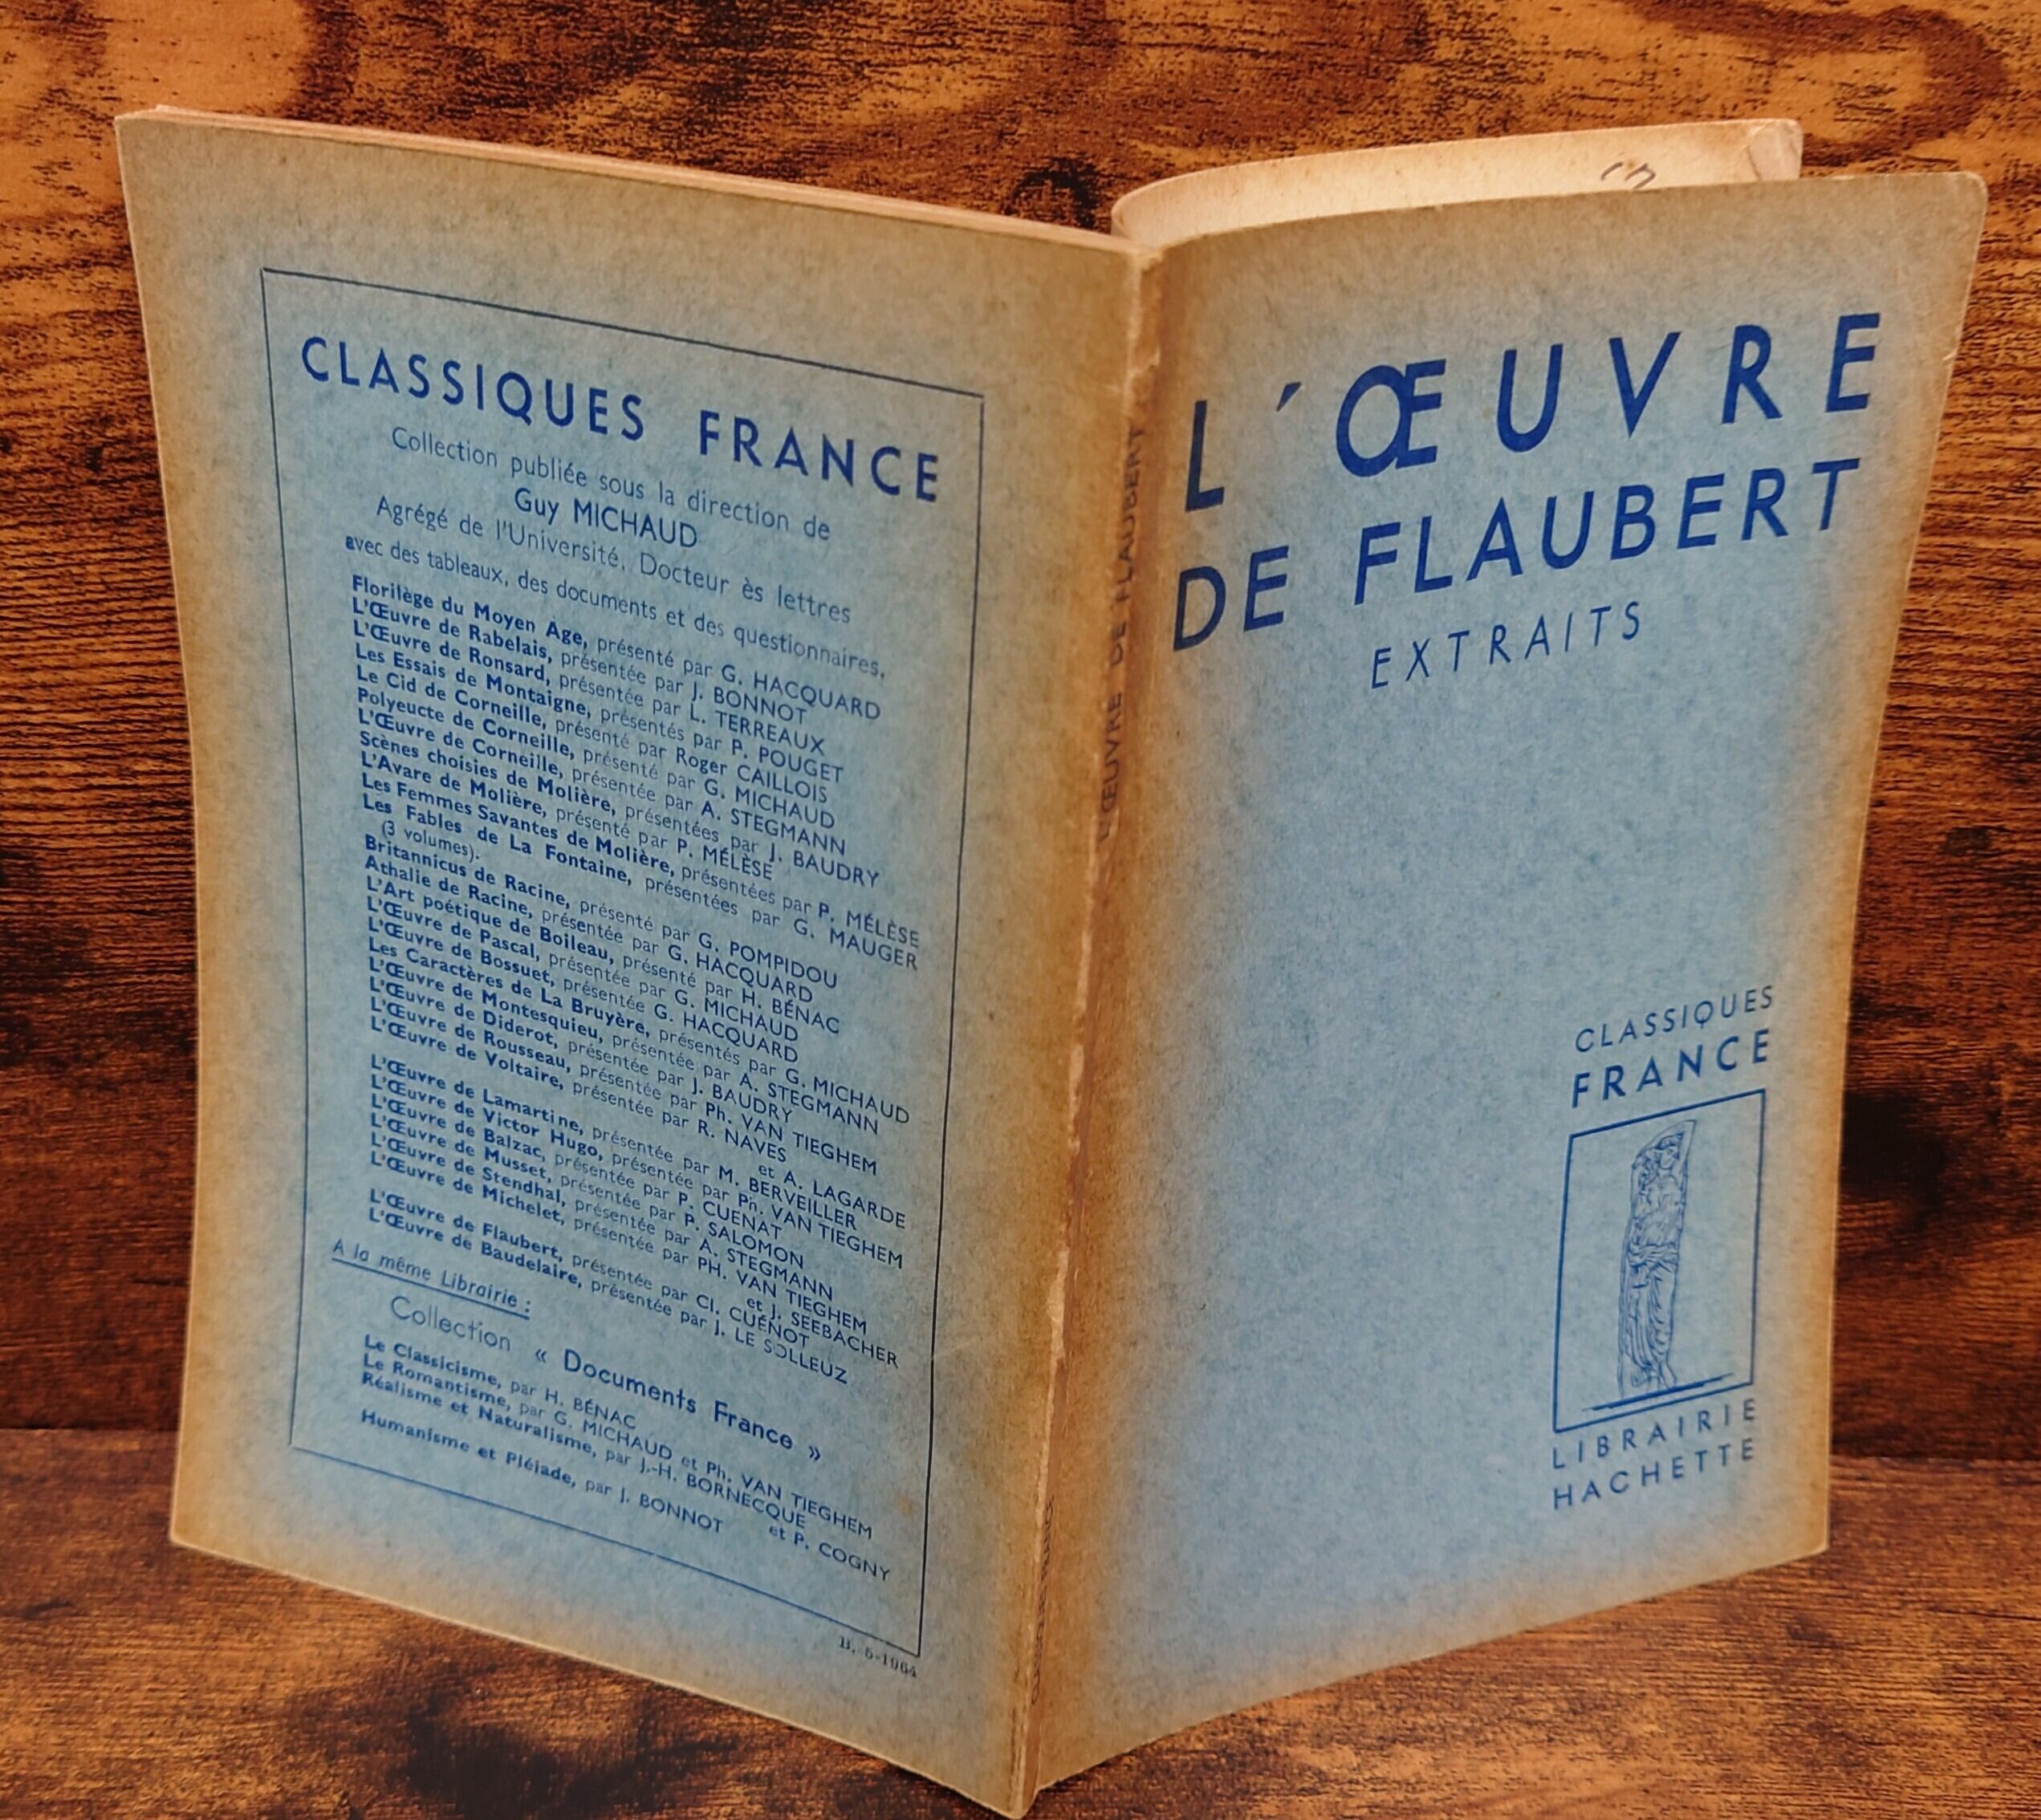 CLASSIQUES FRANCE
Collection publiée sous la direction de
Guy MICHAUD
Agrégé de l'Université. Docteur ès lettres
avec des tableaux, des documents et des questionnaires,
Florilège du Moyen Age, présenté par G. HACQUARD
L'Œuvre de Rabelais, présentée par J. BONNOT
L'Œuvre de Ronsard, présentée par L. TERREAUX
Les Essais de Montaigne, présentés par P. POUGET
Le Cid de Corneille, présenté par Roger CAILLOIS
Polyeucte de Corneille, présenté par G. MICHAUD
L'Œuvre de Corneille, présentée par A. STEGMANN
Scènes choisies de Molière, présentées par J. BAUDRY
L'Avare de Molière, présenté par P. MÉLÈSE
Les Femmes Savantes de Molière, présentées par P. MÉLÈSE
Les Fables de La Fontaine, présentées par G. MAUGER
(3 volumes).
Britannicus de Racine, présenté par G. POMPIDOU
Athalie de Racine, présentée par G. HACQUARD
L'Art poétique de Boileau, présenté par H. BÉNAC
L'Œuvre de Pascal, présentée par G. MICHAUD
L'Œuvre de Bossuet, présentée G. HACQUARD
Les Caractères de La Bruyère, présentés par G. MICHAUD
L'Œuvre de Montesquieu, présentée par A. STEGMANN
L'Œuvre de Diderot, présentée par J. BAUDRY
L'Œuvre de Rousseau, présentée par Ph. VAN TIEGHEM
L'Œuvre de Voltaire, présentée par R. NAVES
et A. LAGARDE
L'Œuvre de Lamartine, présentée par M. BERVEILLER
L'Œuvre de Victor Hugo, présentée par Ph. VAN TIEGHEM
L'Œuvre de Balzac, présentée par P. CUENAT
L'Œuvre de Musset, présentée par P. SALOMON
L'Œuvre de Stendhal, présentée par A. STEGMANN
L'Œuvre de Michelet, présentée par PH. VAN TIEGHEM
et J. SEEBACHER
L'Œuvre de Flaubert, présentée par Cl. CUÉNOT
L'Œuvre de Baudelaire, présentée par J. LE SOLLEUZ
A la même Librairie :
Collection « Documents France »
Le Classicisme, par H. BÉNAC
Le Romantisme, par G. MICHAUD et Ph. VAN TIEGHEM
Réalisme et Naturalisme, par J.-H. BORNECQUE
et P. COGNY
Humanisme et Pléiade, par J. BONNOT
B. 5-1964
L'ŒUVRE DE FLAUBERT
L'ŒUVRE
DE FLAUBERT
EXTRAITS
CLASSIQUES
FRANCE
LIBRAIRIE
HACHETTE